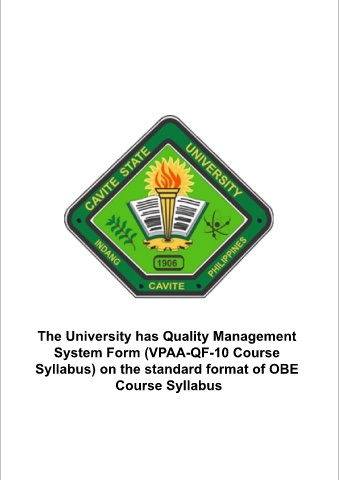 CAVITE STATE UNIVERSITY
INDANG
1906
PHILIPPINES
CAVITE
The University has Quality Management
System Form (VPAA-QF-10 Course
Syllabus) on the standard format of OBE
Course Syllabus